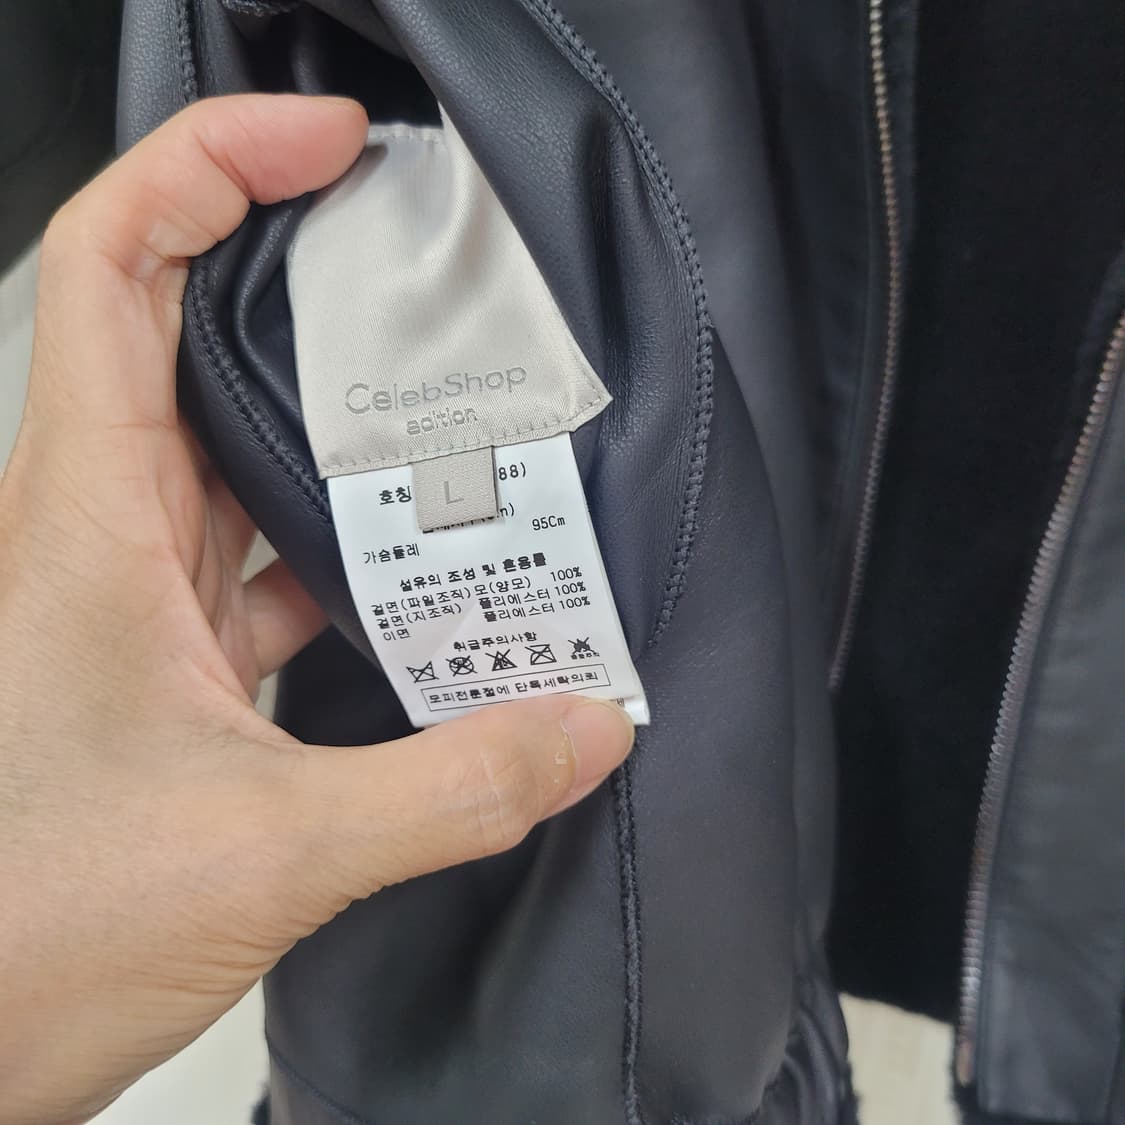 CelebShop
edition
L
호칭 88)
95Cm
가슴둘레
섬유의 조성 및 혼용률
겉면(파일조직) 모(양모) 100%
겉면(지조직) 폴리에스터 100%
이면 폴리에스터 100%
취급주의사항
모피전문점에 단독세탁의뢰